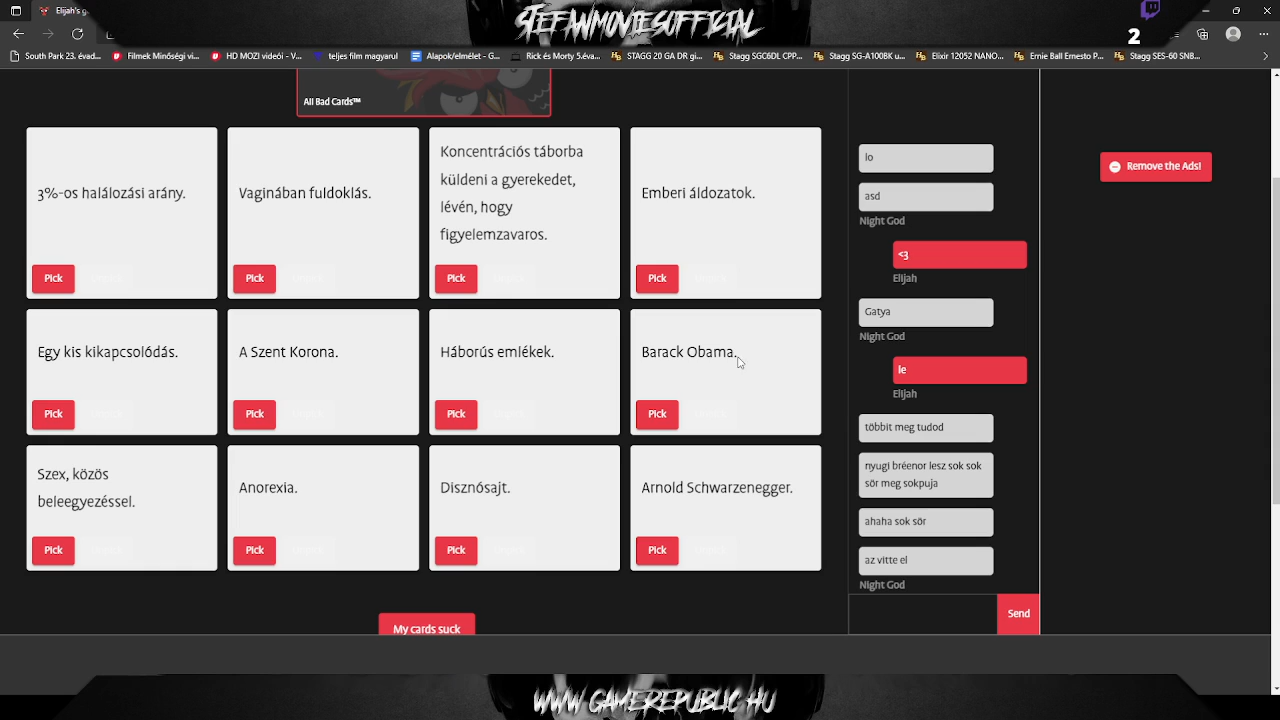 STEFANMOVIESOFFICIAL
Elijah's g
2
South Park 23. évad...
Filmek Minőségi vi...
HD MOZI videói - V...
teljes film magyarul
Alapok/elmélet - G...
Rick és Morty 5.éva...
STAGG 20 GA DR gi...
Stagg SGC6DL CPP...
Stagg SG-A100BK u...
Elixir 12052 NANO...
Ernie Ball Ernesto P...
Stagg SES-60 SNB...
All Bad Cards™
3%-os halálozási arány.
Pick
Vaginában fuldoklás.
Pick
Koncentrációs táborba
küldeni a gyerekedet,
lévén, hogy
figyelemzavaros.
Pick
Emberi áldozatok.
Pick
Egy kis kikapcsolódás.
Pick
A Szent Korona.
Pick
Háborús emlékek.
Pick
Barack Obama.
Pick
Szex, közös
beleegyezéssel.
Pick
Anorexia.
Pick
Disznósajt.
Pick
Arnold Schwarzenegger.
Pick
My cards suck
lo
asd
Night God
<3
Elijah
Gatya
Night God
le
Elijah
többit meg tudod
nyugi bréenor lesz sok sok
sör meg sokpuja
ahaha sok sör
az vitte el
Night God
Send
Remove the Ads!
WWW.GAMEREPUBLIC.HU